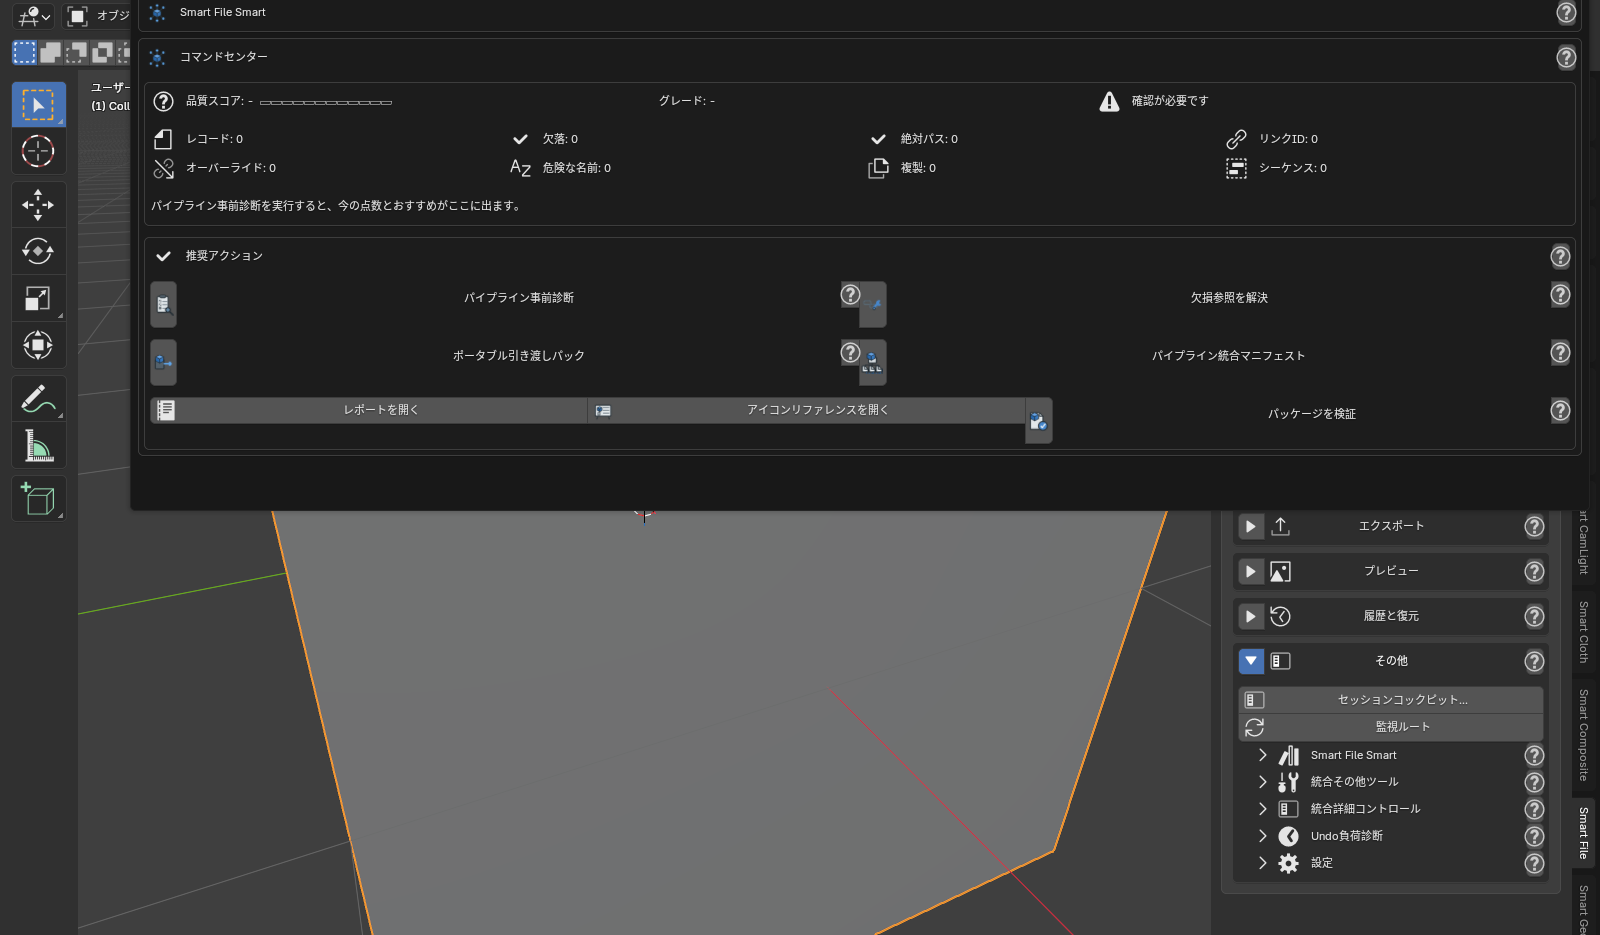 オブジ
ユーザー
(1) Coll
Smart File Smart
コマンドセンター
品質スコア: -
グレード: -
確認が必要です
レコード: 0
欠落: 0
絶対パス: 0
リンクID: 0
オーバーライド: 0
危険な名前: 0
複製: 0
シーケンス: 0
パイプライン事前診断を実行すると、今の点数とおすすめがここに出ます。
推奨アクション
パイプライン事前診断
欠損参照を解決
ポータブル引き渡しパック
パイプライン統合マニフェスト
レポートを開く
アイコンリファレンスを開く
パッケージを検証
エクスポート
プレビュー
履歴と復元
その他
セッションコックピット...
監視ルート
Smart File Smart
統合その他ツール
統合詳細コントロール
Undo負荷診断
設定
art CamLight
Smart Cloth
Smart Composite
Smart File
Smart Ge